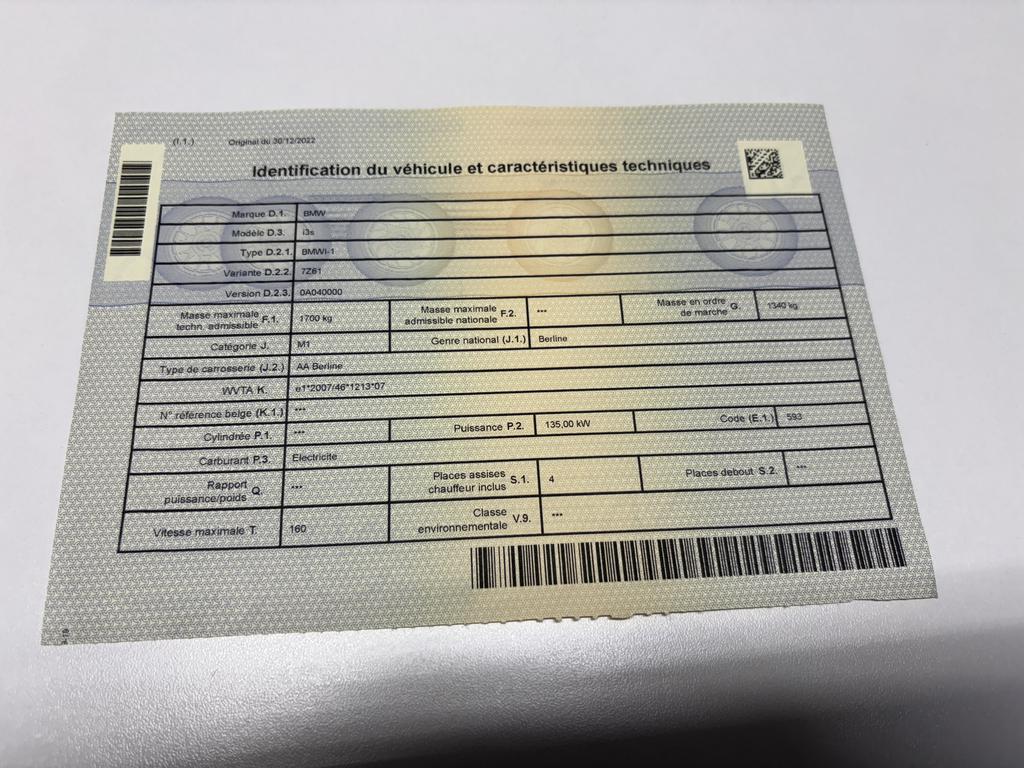 (I.1.) Original du 30/12/2022
Identification du véhicule et caractéristiques techniques
Marque D.1. BMW
Modèle D.3. i3s
Type D.2.1. BMWI-1
Variante D.2.2. 7Z61
Version D.2.3. 0A040000
Masse maximale techn. admissible F.1. 1700 kg Masse maximale admissible nationale F.2. *** Masse en ordre de marche G. 1340 kg
Catégorie J. M1 Genre national (J.1.) Berline
Type de carrosserie (J.2.) AA Berline
WVTA K. e1*2007/46*1213*07
N° référence belge (K.1.) ***
Cylindrée P.1. *** Puissance P.2. 135,00 kW Code (E.1.) 593
Carburant P.3. Electricite
Rapport puissance/poids Q. *** Places assises chauffeur inclus S.1. 4 Places debout S.2. ***
Vitesse maximale T. 160 Classe environnementale V.9. ***